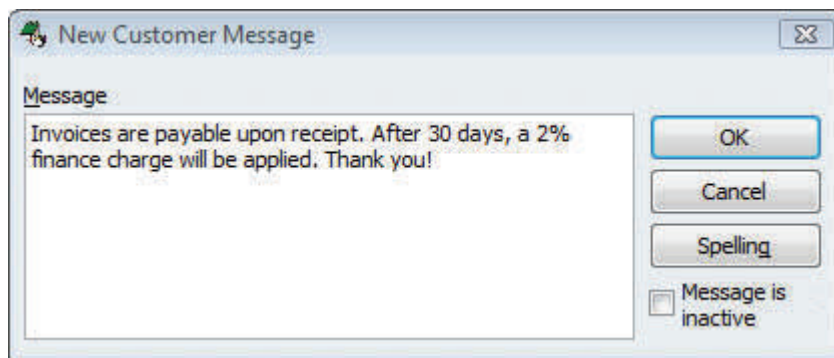 New Customer Message
Message
Invoices are payable upon receipt. After 30 days, a 2%
finance charge will be applied. Thank you!
OK
Cancel
Spelling
Message is
inactive